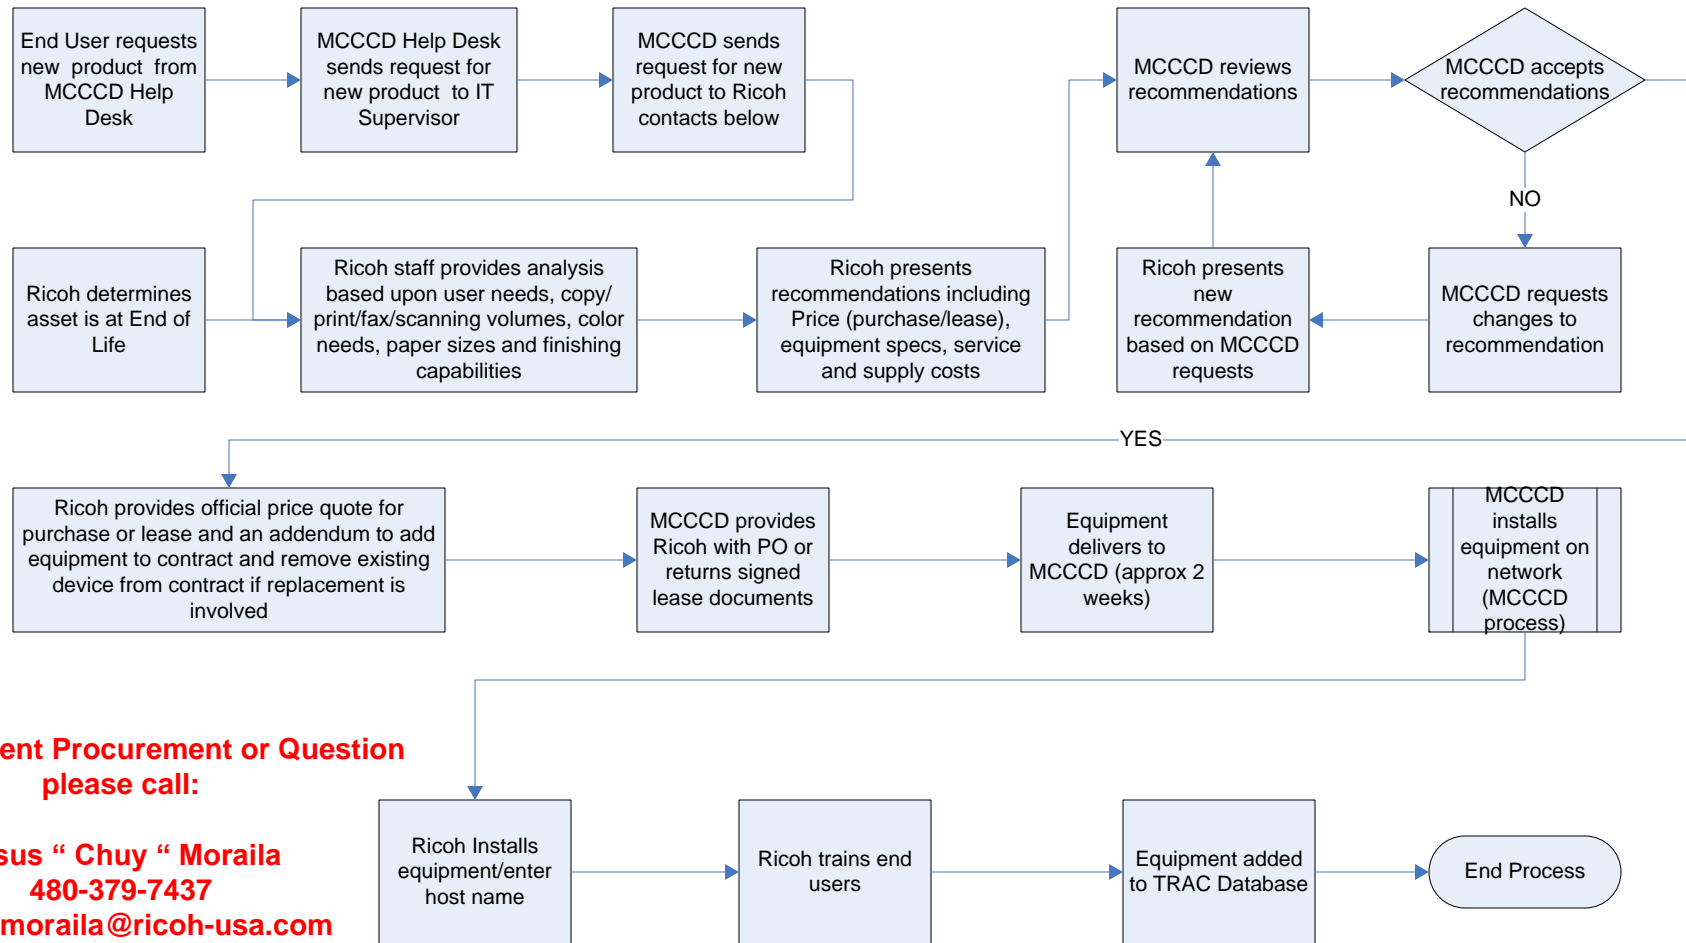 End User requests
new product from
MCCCD Help
Desk
MCCCD Help Desk
sends request for
new product to IT
Supervisor
MCCCD sends
request for new
product to Ricoh
contacts below
MCCCD reviews
recommendations
MCCCD accepts
recommendations
NO
Ricoh determines
asset is at End of
Life
Ricoh staff provides analysis
based upon user needs, copy/
print/fax/scanning volumes, color
needs, paper sizes and finishing
capabilities
Ricoh presents
recommendations including
Price (purchase/lease),
equipment specs, service
and supply costs
Ricoh presents
new
recommendation
based on MCCCD
requests
MCCCD requests
changes to
recommendation
YES
Ricoh provides official price quote for
purchase or lease and an addendum to add
equipment to contract and remove existing
device from contract if replacement is
involved
MCCCD provides
Ricoh with PO or
returns signed
lease documents
Equipment
delivers to
MCCCD (approx 2
weeks)
MCCCD
installs
equipment on
network
(MCCCD
process)
ent Procurement or Question
please call:
sus “ Chuy “ Moraila
480-379-7437
moraila@ricoh-usa.com
Ricoh Installs
equipment/enter
host name
Ricoh trains end
users
Equipment added
to TRAC Database
End Process